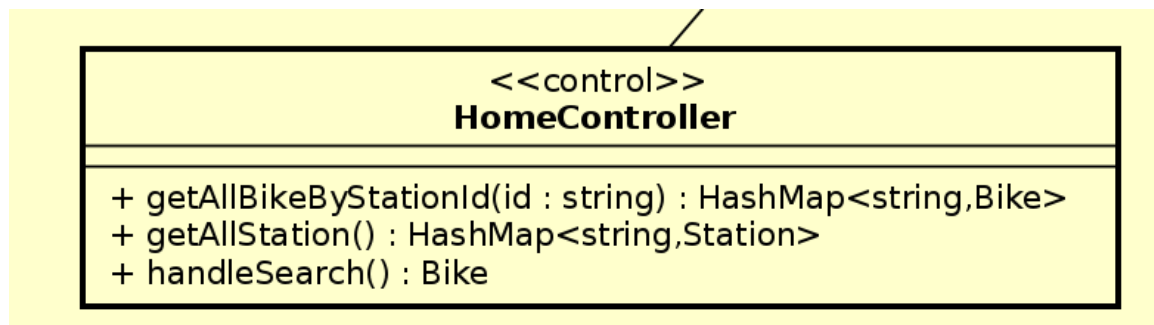 <<control>>
HomeController
+ getAllBikeByStationId(id : string) : HashMap<string,Bike>
+ getAllStation() : HashMap<string,Station>
+ handleSearch() : Bike